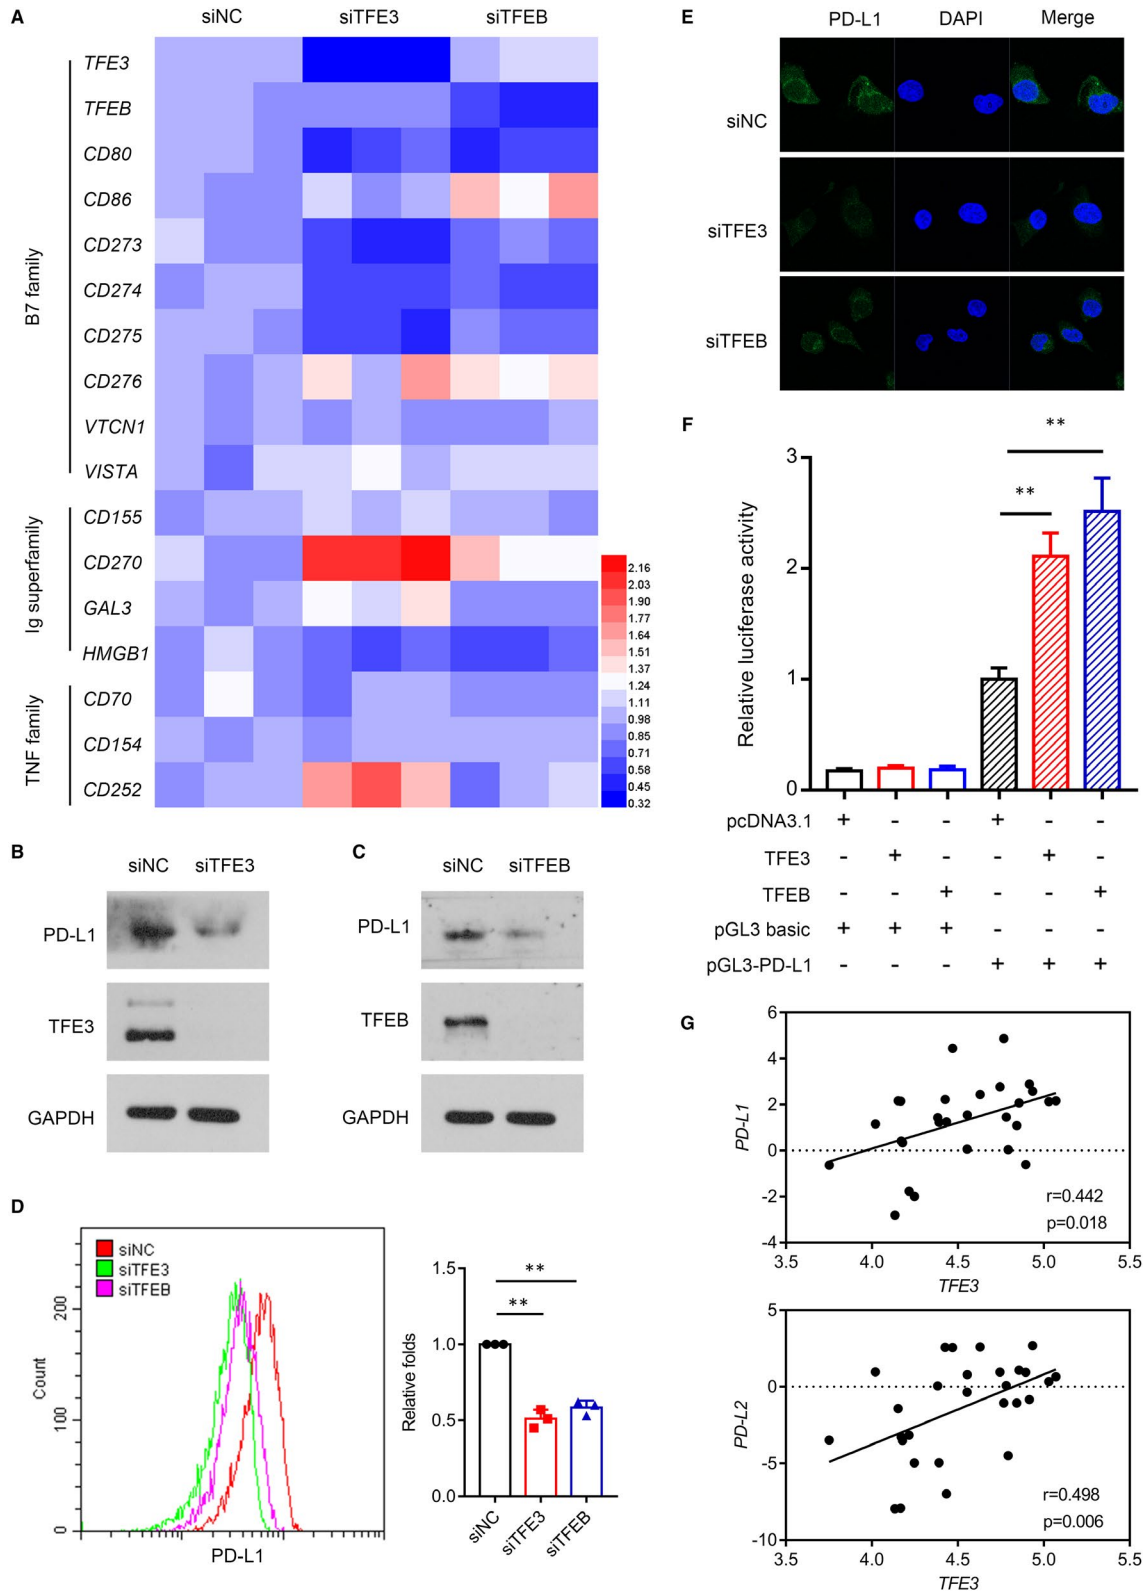 A
siNC siTFE3 siTFEB
B7 family
TFE3
TFEB
CD80
CD86
CD273
CD274
CD275
CD276
VTCN1
VISTA
Ig superfamily
CD155
CD270
GAL3
HMGB1
TNF family
CD70
CD154
CD252
2.16
2.03
1.90
1.77
1.64
1.51
1.37
1.24
1.11
0.98
0.85
0.71
0.58
0.45
0.32
B
siNC siTFE3
PD-L1
TFE3
GAPDH
C
siNC siTFEB
PD-L1
TFEB
GAPDH
D
siNC
siTFE3
siTFEB
Count
200
100
0
PD-L1
Relative folds
1.5
1.0
0.5
0.0
**
**
siNC
siTFE3
siTFEB
E
PD-L1 DAPI Merge
siNC
siTFE3
siTFEB
F
Relative luciferase activity
3
2
1
0
**
**
pcDNA3.1 + - - + - -
TFE3 - + - - + -
TFEB - - + - - +
pGL3 basic + + + - - -
pGL3-PD-L1 - - - + + +
G
PD-L1
6
4
2
0
-2
-4
r=0.442
p=0.018
3.5 4.0 4.5 5.0 5.5
TFE3
PD-L2
5
0
-5
-10
r=0.498
p=0.006
3.5 4.0 4.5 5.0 5.5
TFE3